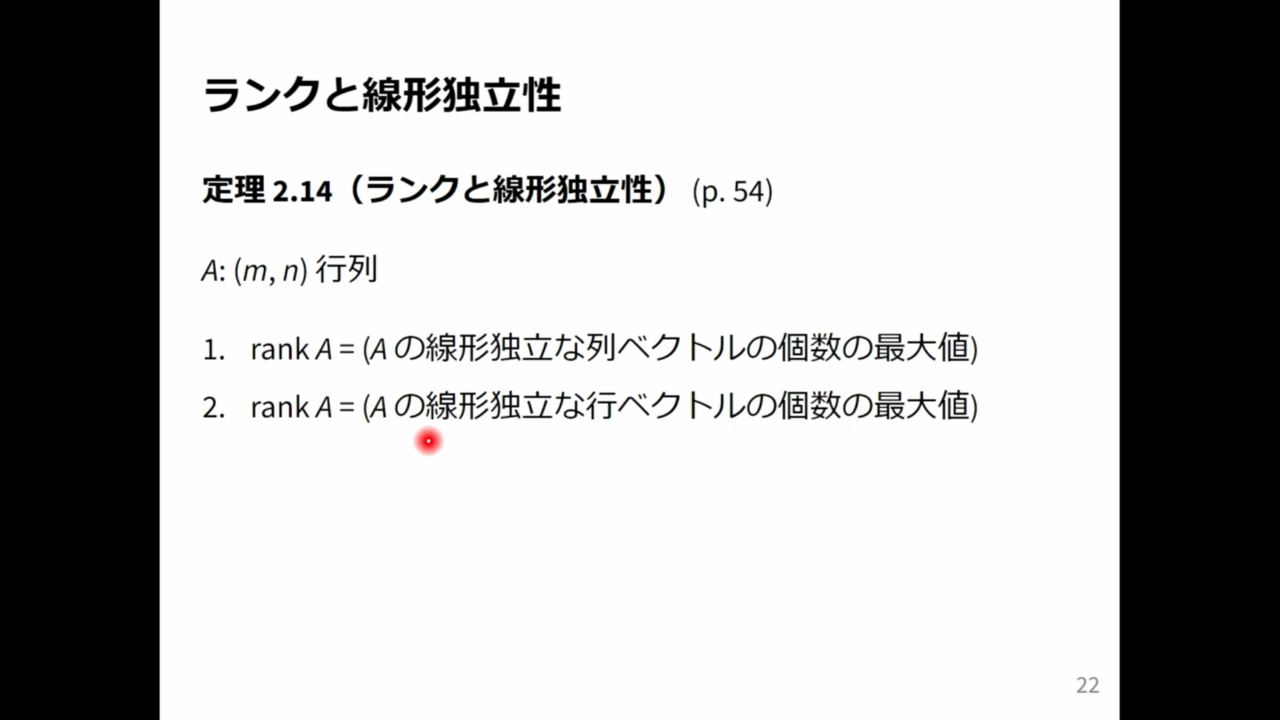 ランクと線形独立性
定理 2.14（ランクと線形独立性） (p. 54)
A: (m, n) 行列
1. rank A = (A の線形独立な列ベクトルの個数の最大値)
2. rank A = (A の線形独立な行ベクトルの個数の最大値)
22